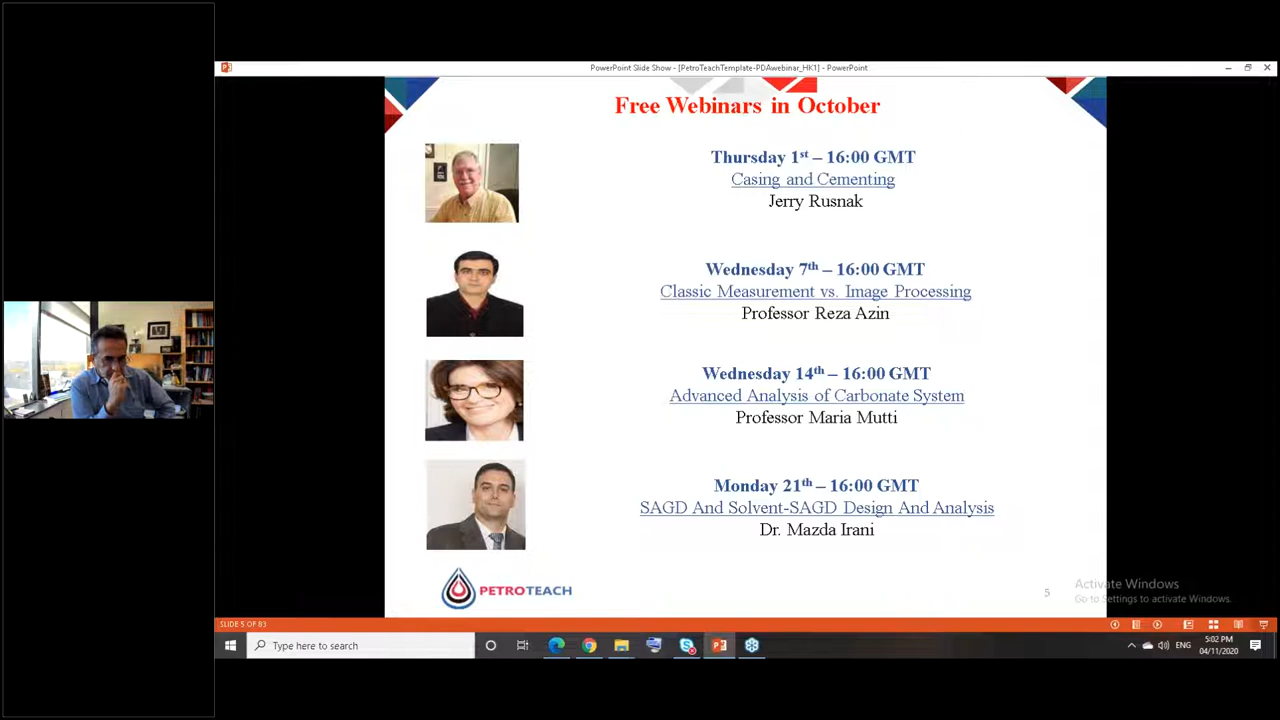 PowerPoint Slide Show - [PetroTeachTemplate-PDAwebinar_HK1] - PowerPoint
Free Webinars in October
Thursday 1st – 16:00 GMT
Casing and Cementing
Jerry Rusnak
Wednesday 7th – 16:00 GMT
Classic Measurement vs. Image Processing
Professor Reza Azin
Wednesday 14th – 16:00 GMT
Advanced Analysis of Carbonate System
Professor Maria Mutti
Monday 21th – 16:00 GMT
SAGD And Solvent-SAGD Design And Analysis
Dr. Mazda Irani
PETROTEACH
5
Activate Windows
Go to Settings to activate Windows.
SLIDE 5 OF 83
Type here to search
ENG
5:02 PM
04/11/2020